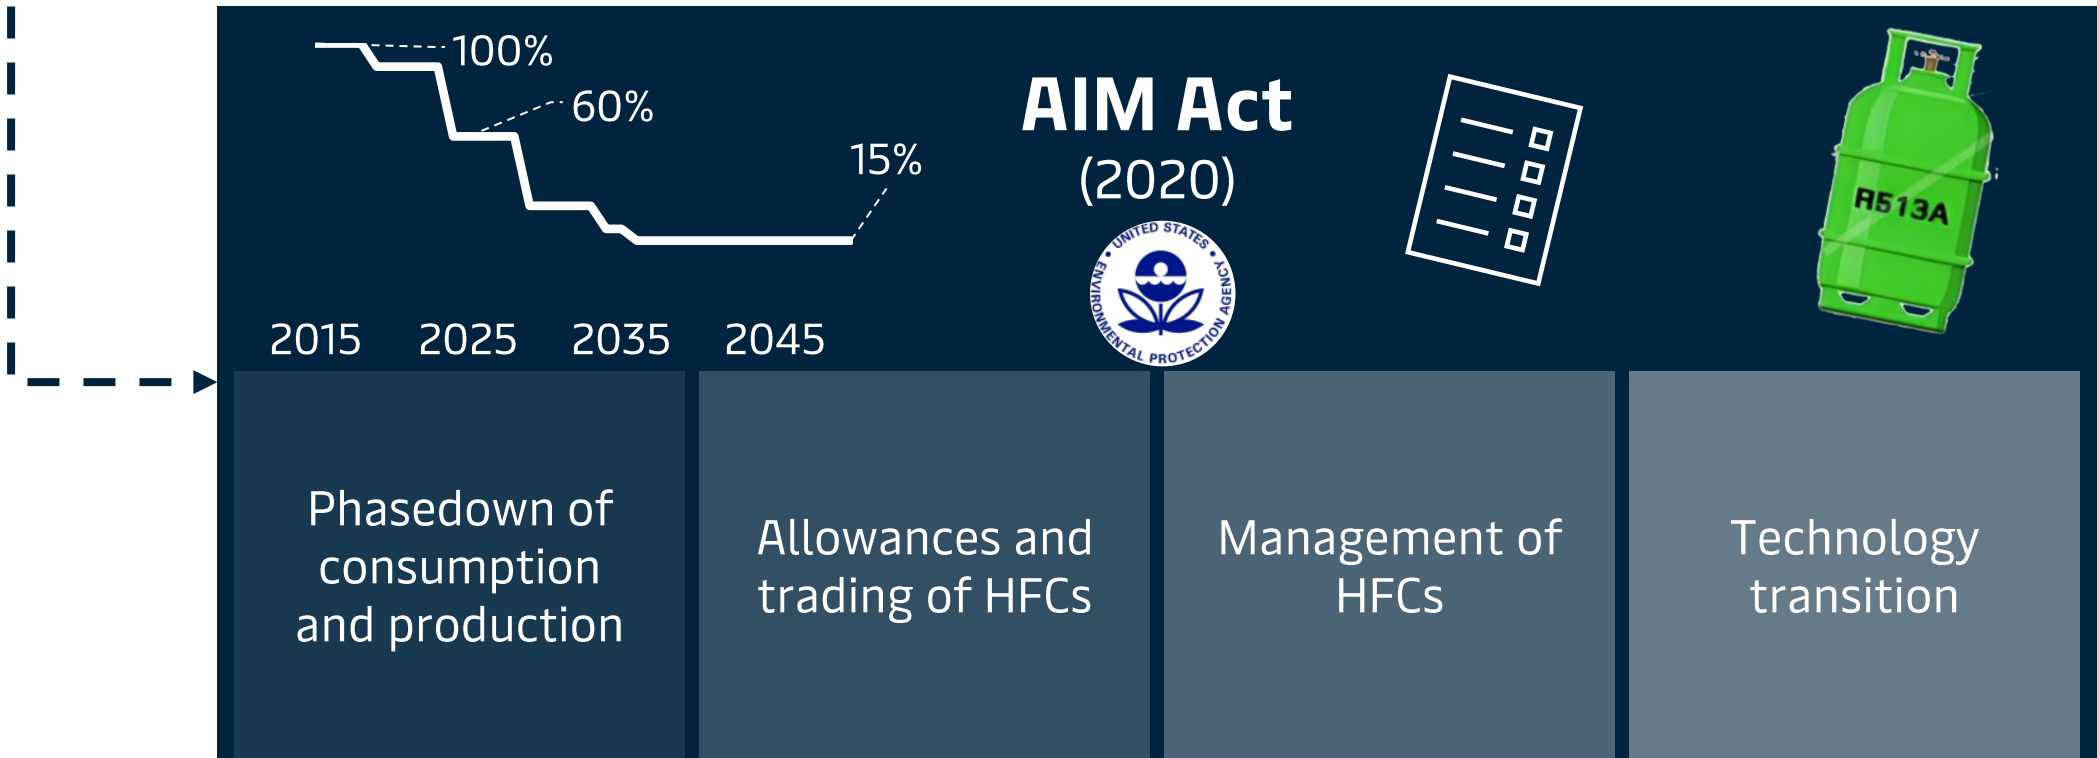 100%
60%
15%
2015 2025 2035 2045
AIM Act
(2020)
UNITED STATES
ENVIRONMENTAL PROTECTION AGENCY
R513A
Phasedown of
consumption
and production
Allowances and
trading of HFCs
Management of
HFCs
Technology
transition